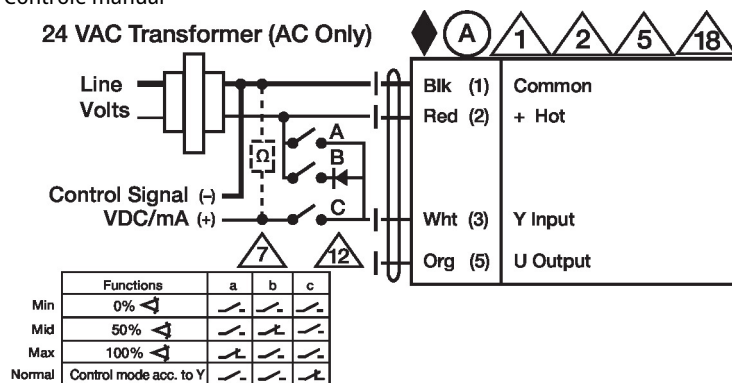 Controle manual
24 VAC Transformer (AC Only)
A 1 2 5 18
Line
Volts
Blk (1) Common
Red (2) + Hot
A
Ω
B
Control Signal (-)
VDC/mA (+)
C
Wht (3) Y Input
7 12
Org (5) U Output
Functions a b c
Min 0%
Mid 50%
Max 100%
Normal Control mode acc. to Y